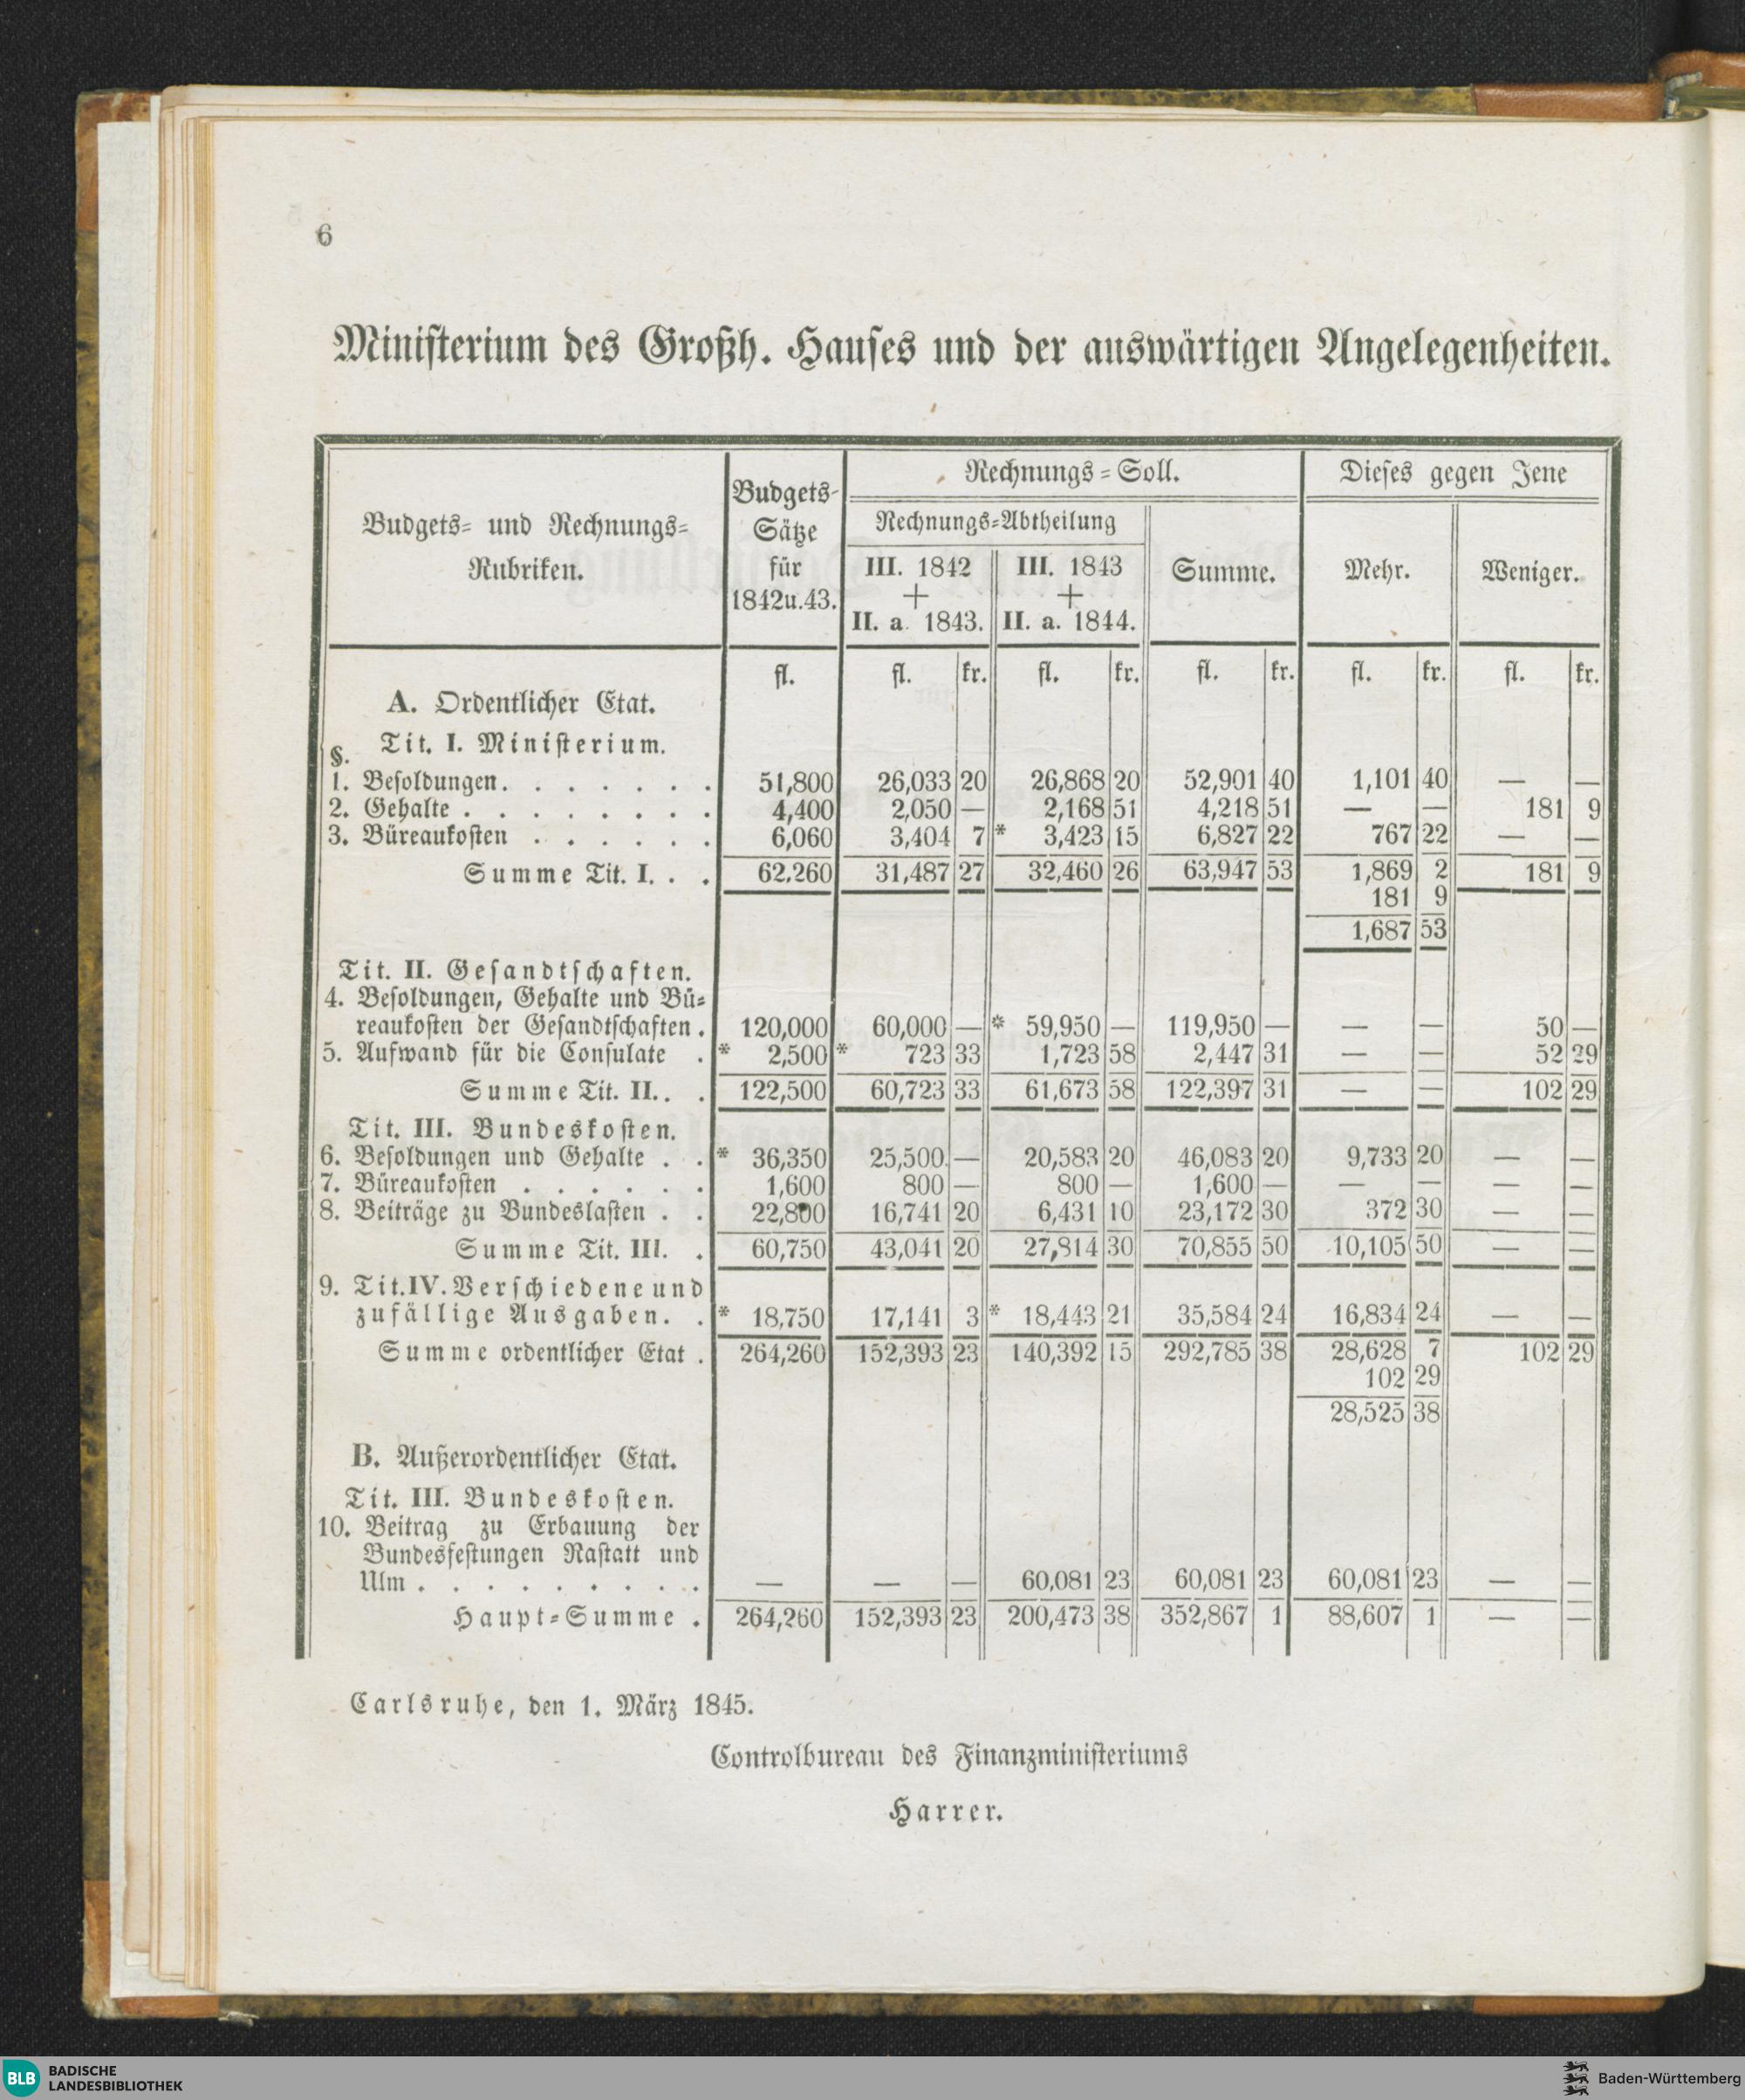 6
Ministerium des Großh. Hauses und der auswärtigen Angelegenheiten.
Budgets- und Rechnungs-
Rubriken.
Budgets-
Sätze
für
1842u.43.
Rechnungs-Soll.
Rechnungs-Abtheilung
III. 1842
+
II. a. 1843.
III. 1843
+
II. a. 1844.
Summe.
Dieses gegen Jene
Mehr.
Weniger.
fl. fl. kr. fl. kr. fl. kr. fl. kr. fl. kr.
A. Ordentlicher Etat.
Tit. I. Ministerium.
§.
1. Besoldungen. . . . . . . . 51,800 26,033 20 26,868 20 52,901 40 1,101 40 — —
2. Gehalte . . . . . . . . . 4,400 2,050 — 2,168 51 4,218 51 — — 181 9
3. Büreaukosten . . . . . . 6,060 3,404 7 * 3,423 15 6,827 22 767 22 — —
Summe Tit. I. . . 62,260 31,487 27 32,460 26 63,947 53 1,869 2 181 9
181 9
1,687 53
Tit. II. Gesandtschaften.
4. Besoldungen, Gehalte und Bü-
reaukosten der Gesandtschaften . 120,000 60,000 — * 59,950 — 119,950 — — — 50 —
5. Aufwand für die Consulate . * 2,500 * 723 33 1,723 58 2,447 31 — — 52 29
Summe Tit. II. . . 122,500 60,723 33 61,673 58 122,397 31 — — 102 29
Tit. III. Bundeskosten.
6. Besoldungen und Gehalte . . * 36,350 25,500 — 20,583 20 46,083 20 9,733 20 — —
7. Büreaukosten . . . . . . 1,600 800 — 800 — 1,600 — — — — —
8. Beiträge zu Bundeslasten . . 22,800 16,741 20 6,431 10 23,172 30 372 30 — —
Summe Tit. III. . 60,750 43,041 20 27,814 30 70,855 50 10,105 50 — —
9. Tit. IV. Verschiedene und
zufällige Ausgaben. . * 18,750 17,141 3 * 18,443 21 35,584 24 16,834 24 — —
Summe ordentlicher Etat . 264,260 152,393 23 140,392 15 292,785 38 28,628 7 102 29
102 29
28,525 38
B. Außerordentlicher Etat.
Tit. III. Bundeskosten.
10. Beitrag zu Erbauung der
Bundesfestungen Rastatt und
Ulm . . . . . . . . . — — — 60,081 23 60,081 23 60,081 23 — —
Haupt-Summe . 264,260 152,393 23 200,473 38 352,867 1 88,607 1 — —
Carlsruhe, den 1. März 1845.
Controlbureau des Finanzministeriums
Harrer.
BLB BADISCHE
LANDESBIBLIOTHEK
Baden-Württemberg